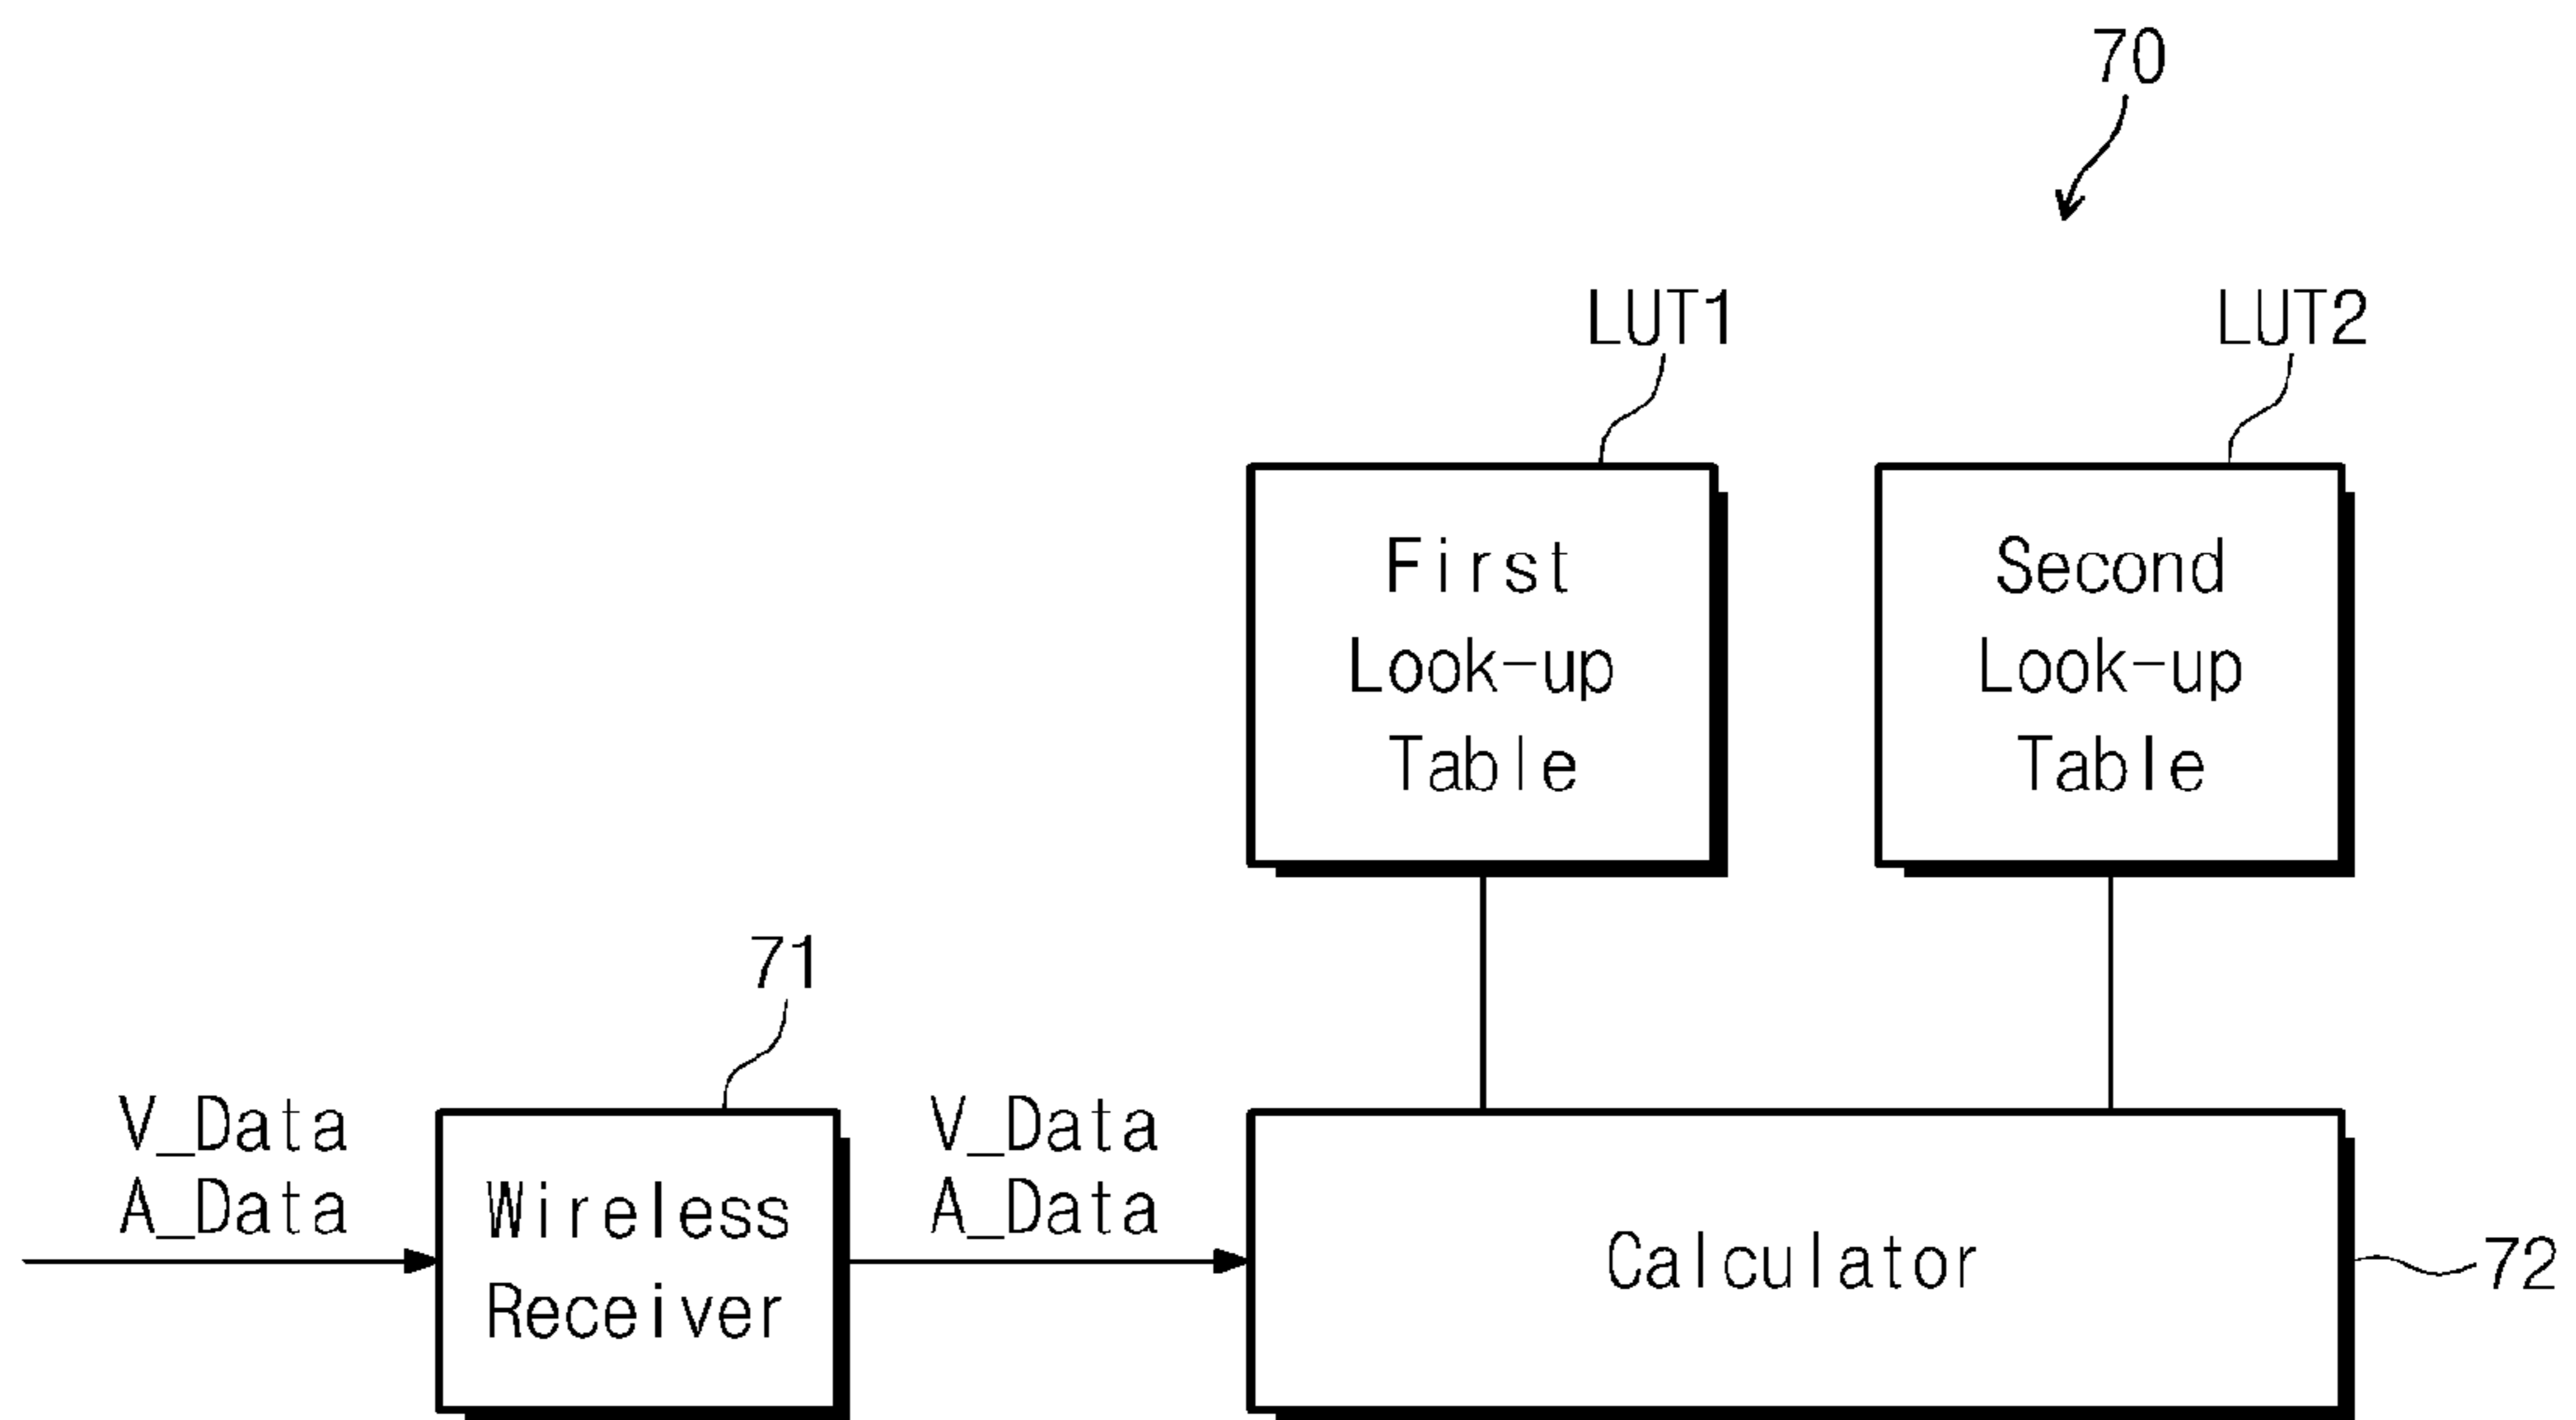 70
LUT1
LUT2
First
Look-up
Table
Second
Look-up
Table
71
V_Data
A_Data
Wireless
Receiver
V_Data
A_Data
Calculator
72